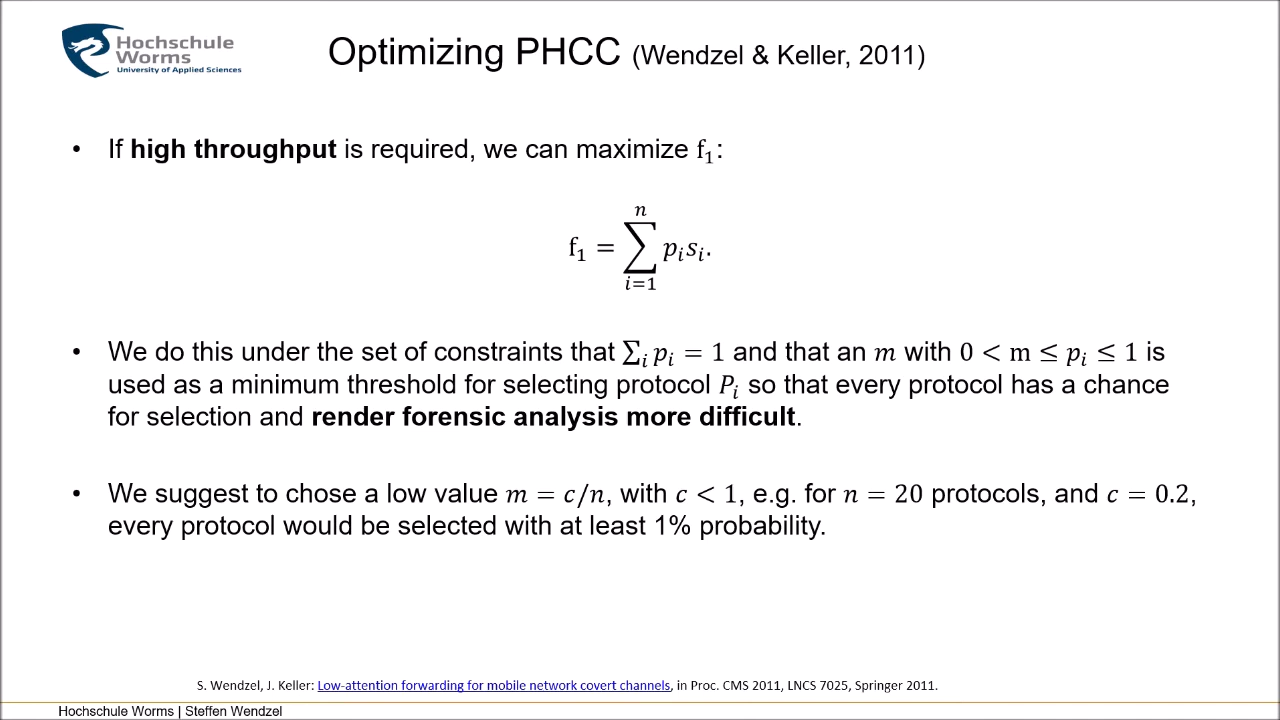 Hochschule
Worms
University of Applied Sciences
Optimizing PHCC (Wendzel & Keller, 2011)
• If high throughput is required, we can maximize f₁:
f₁ = ∑ᵢ₌₁ⁿ pᵢsᵢ.
• We do this under the set of constraints that ∑ᵢ pᵢ = 1 and that an m with 0 < m ≤ pᵢ ≤ 1 is
used as a minimum threshold for selecting protocol Pᵢ so that every protocol has a chance
for selection and render forensic analysis more difficult.
• We suggest to chose a low value m = c/n, with c < 1, e.g. for n = 20 protocols, and c = 0.2,
every protocol would be selected with at least 1% probability.
S. Wendzel, J. Keller: Low-attention forwarding for mobile network covert channels, in Proc. CMS 2011, LNCS 7025, Springer 2011.
Hochschule Worms | Steffen Wendzel